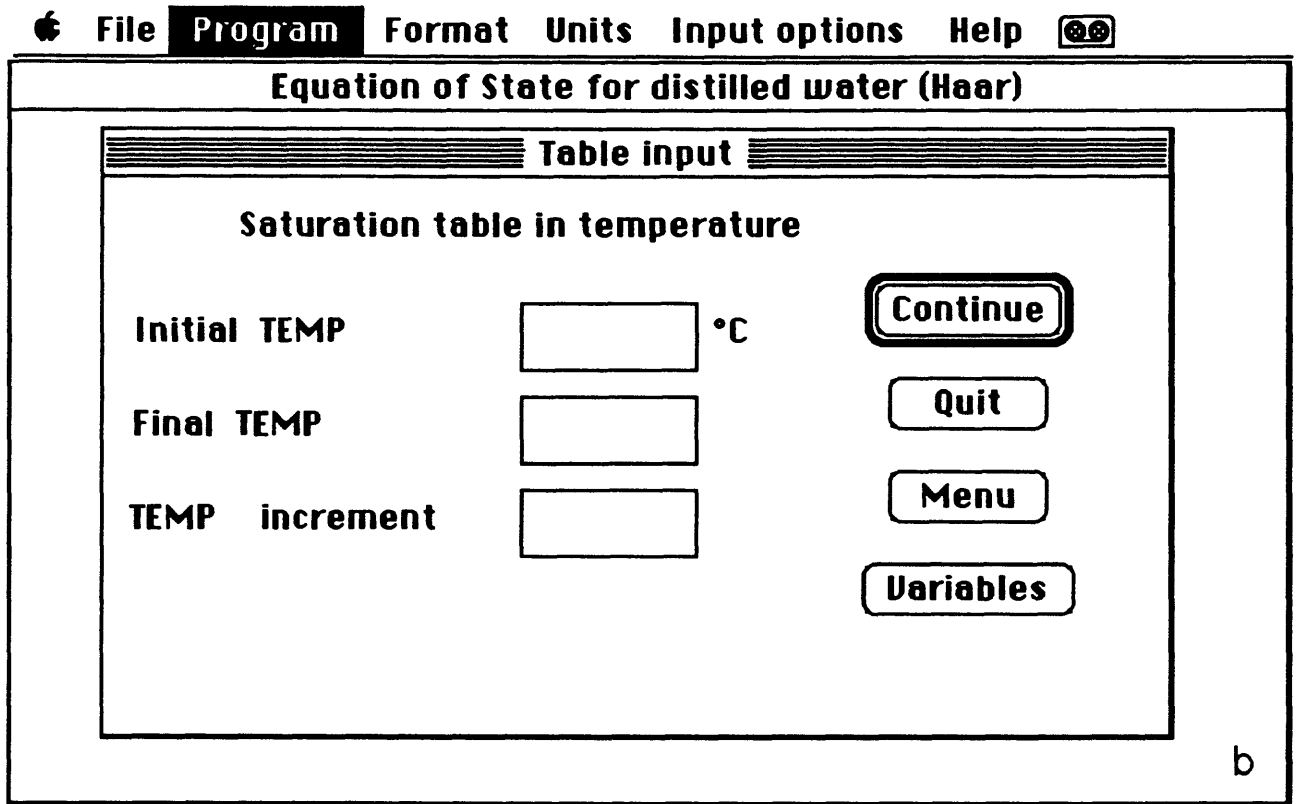 File Program Format Units Input options Help
Equation of State for distilled water (Haar)
Table input
Saturation table in temperature
Initial TEMP °C
Continue
Final TEMP
Quit
TEMP increment
Menu
Variables
b